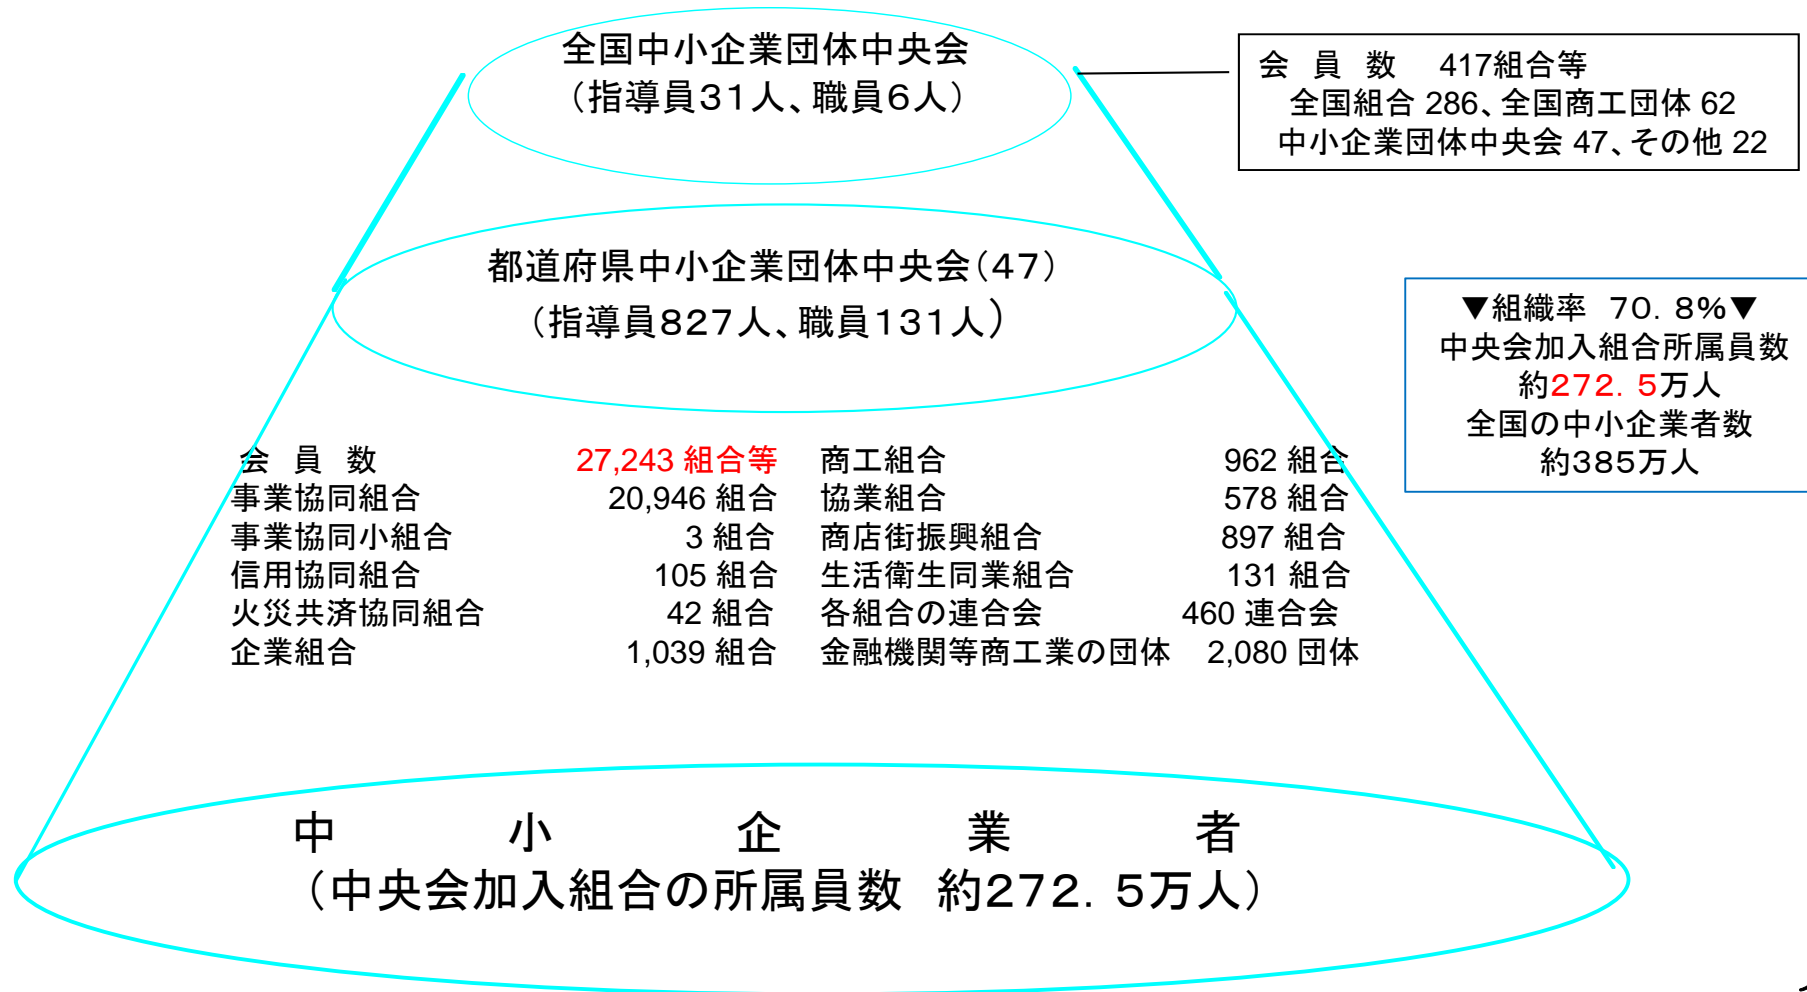 全国中小企業団体中央会
（指導員31人、職員6人）
会　員　数　417組合等
全国組合 286、全国商工団体 62
中小企業団体中央会 47、その他 22
都道府県中小企業団体中央会（47）
（指導員827人、職員131人）
▼組織率　70．8%▼
中央会加入組合所属員数
約272．5万人
全国の中小企業者数
約385万人
会　員　数　27,243 組合等　商工組合　962 組合
事業協同組合　20,946 組合　協業組合　578 組合
事業協同小組合　3 組合　商店街振興組合　897 組合
信用協同組合　105 組合　生活衛生同業組合　131 組合
火災共済協同組合　42 組合　各組合の連合会　460 連合会
企業組合　1,039 組合　金融機関等商工業の団体　2,080 団体
中　小　企　業　者
（中央会加入組合の所属員数　約272．5万人）